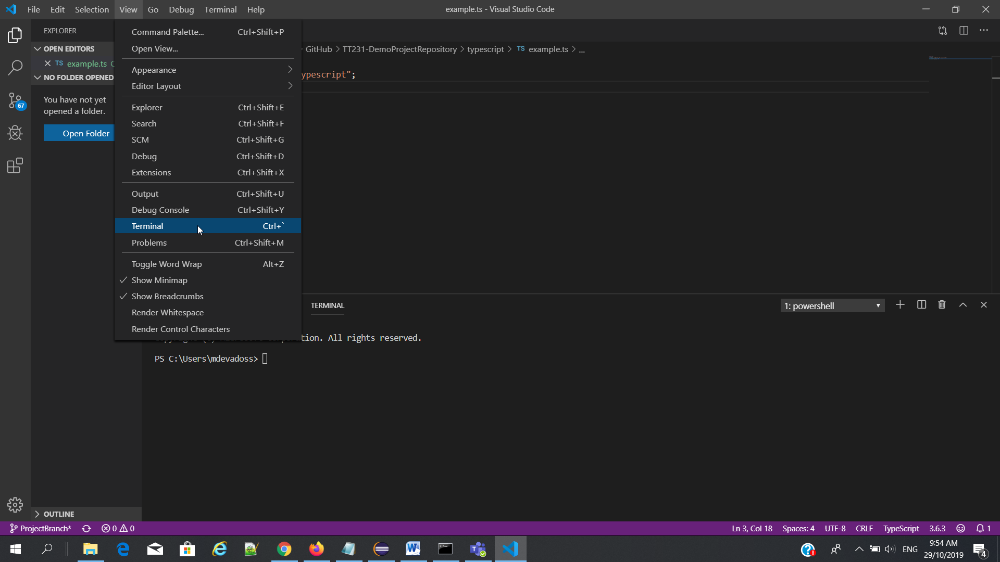 File Edit Selection View Go Debug Terminal Help
example.ts - Visual Studio Code
EXPLORER
OPEN EDITORS
TS example.ts
NO FOLDER OPENED
You have not yet
opened a folder.
Open Folder
67
Command Palette... Ctrl+Shift+P
Open View...
Appearance
Editor Layout
Explorer Ctrl+Shift+E
Search Ctrl+Shift+F
SCM Ctrl+Shift+G
Debug Ctrl+Shift+D
Extensions Ctrl+Shift+X
Output Ctrl+Shift+U
Debug Console Ctrl+Shift+Y
Terminal Ctrl+`
Problems Ctrl+Shift+M
Toggle Word Wrap Alt+Z
Show Minimap
Show Breadcrumbs
Render Whitespace
Render Control Characters
GitHub > TT231-DemoProjectRepository > typescript > TS example.ts > ...
ypescript";
TERMINAL
1: powershell
tion. All rights reserved.
PS C:\Users\mdevadoss>
OUTLINE
ProjectBranch* 0 0
Ln 3, Col 18 Spaces: 4 UTF-8 CRLF TypeScript 3.6.3 1
ENG
9:54 AM
29/10/2019
4